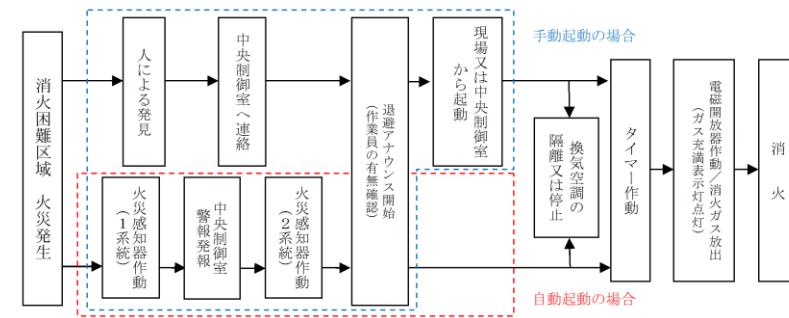 消火困難区域　火災発生
人による発見
中央制御室へ連絡
火災感知器作動
（１系統）
中央制御室
警報発報
火災感知器作動
（２系統）
退避アナウンス開始
（作業員の有無確認）
現場又は中央制御室
から起動
手動起動の場合
換気空調の
隔離又は停止
自動起動の場合
タイマー作動
電磁開放器作動／消火ガス放出
（ガス充満表示灯点灯）
消　火